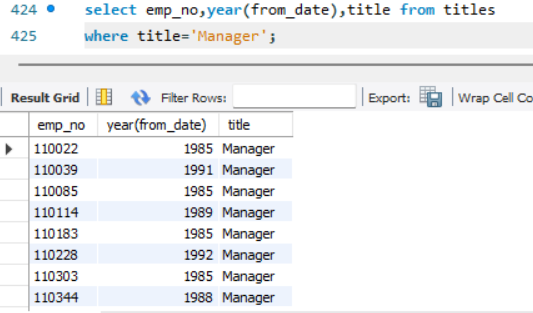 424 select emp_no,year(from_date),title from titles
425 where title='Manager';
Result Grid Filter Rows: Export: Wrap Cell Co
emp_no year(from_date) title
110022 1985 Manager
110039 1991 Manager
110085 1985 Manager
110114 1989 Manager
110183 1985 Manager
110228 1992 Manager
110303 1985 Manager
110344 1988 Manager